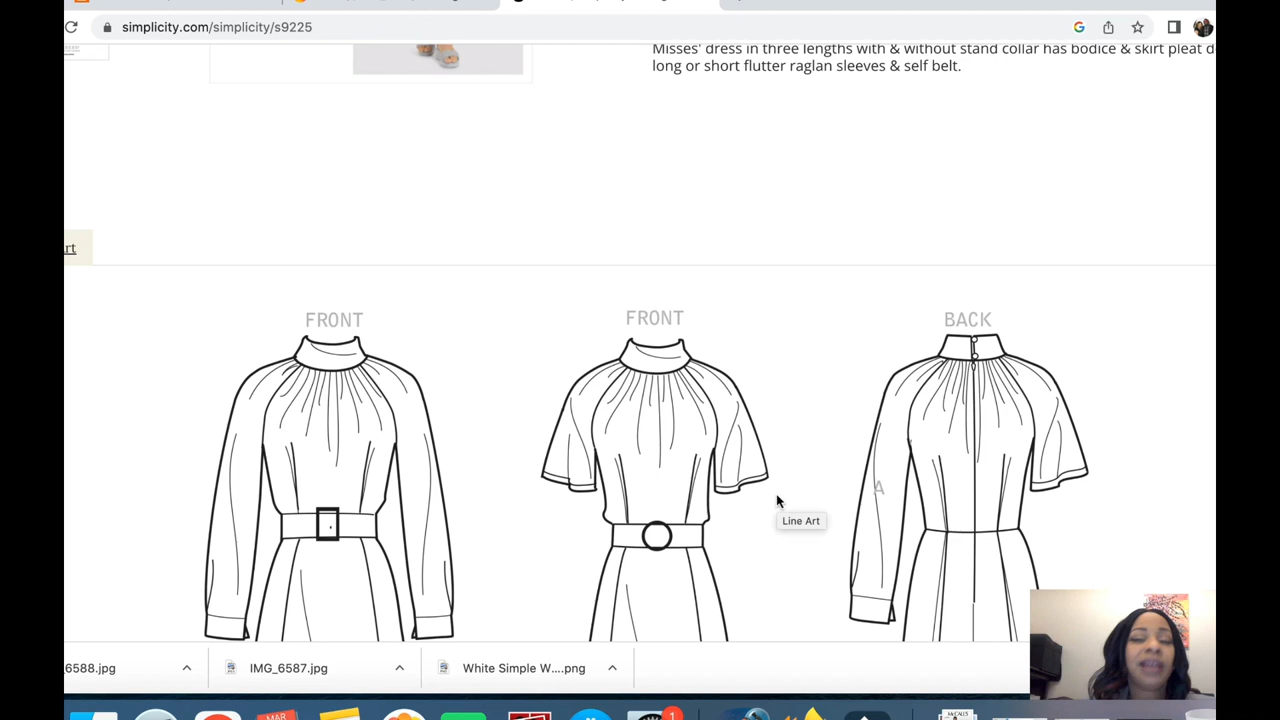 simplicity.com/simplicity/s9225
Misses' dress in three lengths with & without stand collar has bodice & skirt pleat d
long or short flutter raglan sleeves & self belt.
rt
FRONT
FRONT
BACK
A
Line Art
6588.jpg
IMG_6587.jpg
White Simple W....png
MAR
1